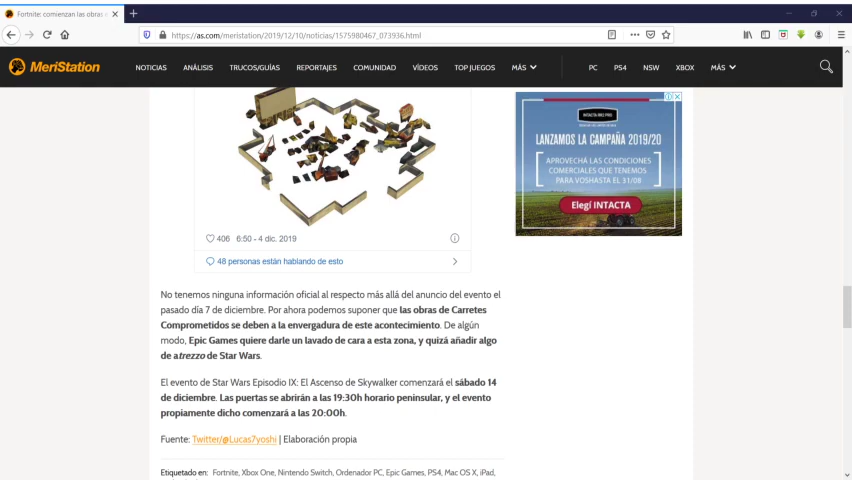 Fortnite: comienzan las obras
https://as.com/meristation/2019/12/10/noticias/1575980467_073936.html
MeriStation
NOTICIAS ANÁLISIS TRUCOS/GUÍAS REPORTAJES COMUNIDAD VÍDEOS TOP JUEGOS MÁS PC PS4 NSW XBOX MÁS
INTACTA RR2 PRO
LANZAMOS LA CAMPAÑA 2019/20
APROVECHÁ LAS CONDICIONES
COMERCIALES QUE TENEMOS
PARA VOS HASTA EL 31/08
Elegí INTACTA
406 6:50 - 4 dic. 2019
48 personas están hablando de esto
No tenemos ninguna información oficial al respecto más allá del anuncio del evento el
pasado día 7 de diciembre. Por ahora podemos suponer que las obras de Carretes
Comprometidos se deben a la envergadura de este acontecimiento. De algún
modo, Epic Games quiere darle un lavado de cara a esta zona, y quizá añadir algo
de atrezzo de Star Wars.
El evento de Star Wars Episodio IX: El Ascenso de Skywalker comenzará el sábado 14
de diciembre. Las puertas se abrirán a las 19:30h horario peninsular, y el evento
propiamente dicho comenzará a las 20:00h.
Fuente: Twitter/@Lucas7yoshi | Elaboración propia
Etiquetado en: Fortnite, Xbox One, Nintendo Switch, Ordenador PC, Epic Games, PS4, Mac OS X, iPad,